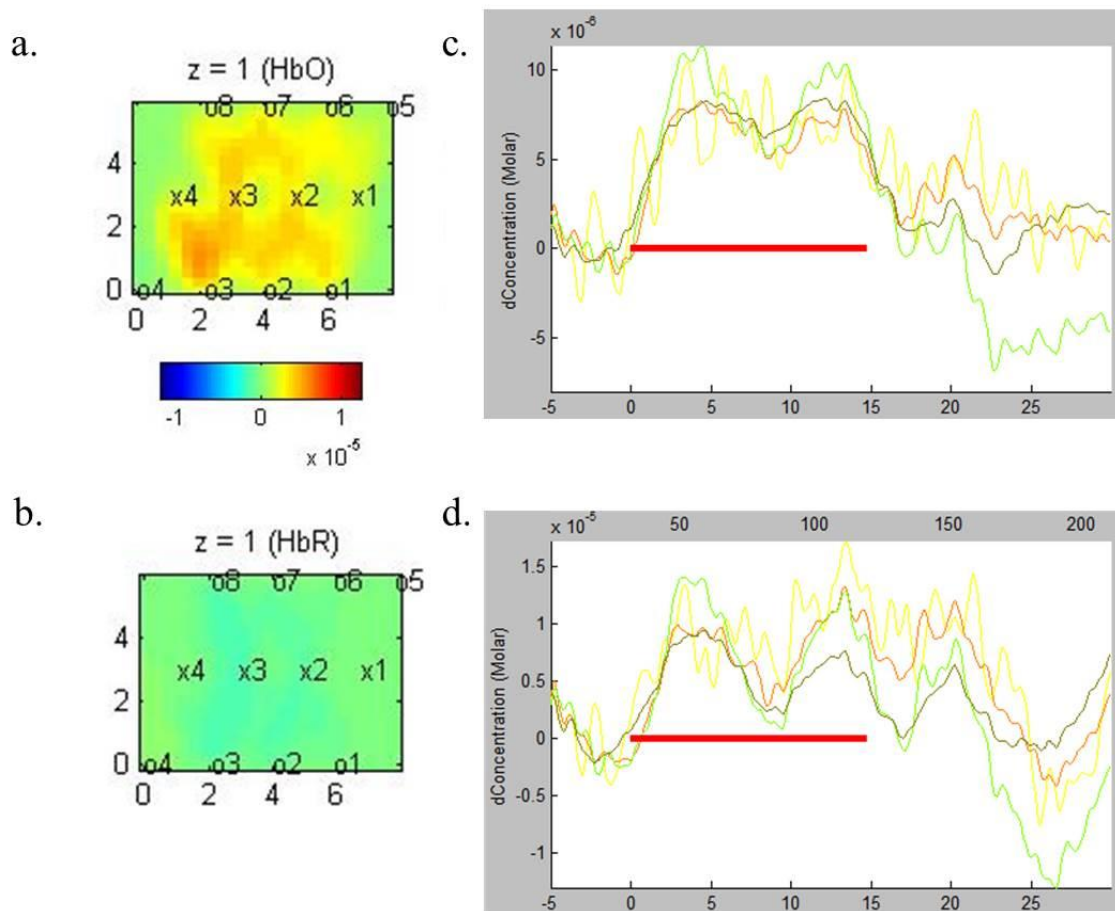 a.
z = 1 (HbO)
o8 o7 o6 o5
4
x4 x3 x2 x1
2
0
o4 o3 o2 o1
0 2 4 6
-1 0 1
x 10^-5
b.
z = 1 (HbR)
o8 o7 o6 o5
4
x4 x3 x2 x1
2
0
o4 o3 o2 o1
0 2 4 6
c.
x 10^-6
10
5
0
-5
dConcentration (Molar)
-5 0 5 10 15 20 25
d.
x 10^-5 50 100 150 200
1.5
1
0.5
0
-0.5
-1
dConcentration (Molar)
-5 0 5 10 15 20 25